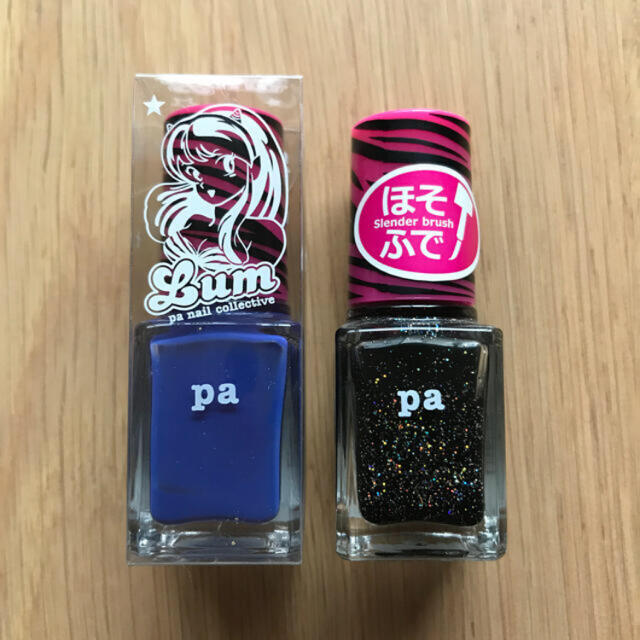 Lum
pa nail collective
pa
ほそ
Slender brush
ふで
pa